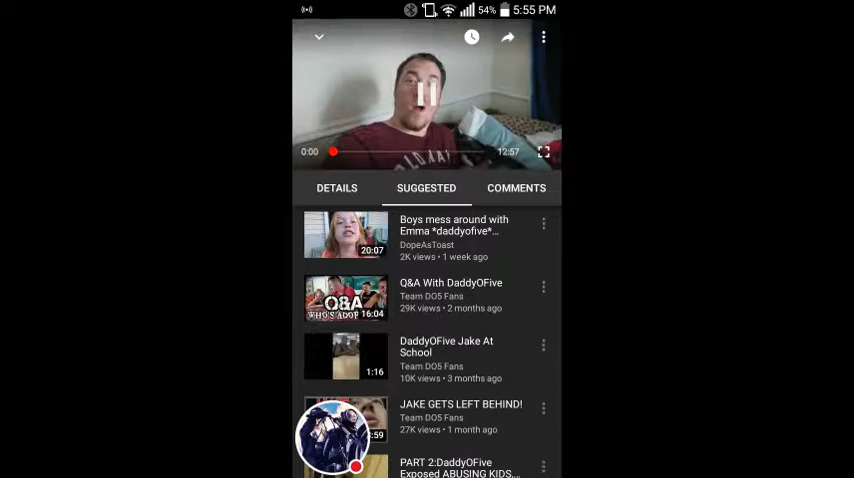 54% 5:55 PM
0:00 12:57
DETAILS SUGGESTED COMMENTS
Boys mess around with
Emma *daddyofive*...
DopeAsToast
2K views • 1 week ago
20:07
Q&A With DaddyOFive
Team DO5 Fans
29K views • 2 months ago
Q&A
WHO'S ADOP
16:04
DaddyOFive Jake At
School
Team DO5 Fans
10K views • 3 months ago
1:16
JAKE GETS LEFT BEHIND!
Team DO5 Fans
27K views • 1 month ago
:59
PART 2:DaddyOFive
Exposed ABUSING KIDS,...